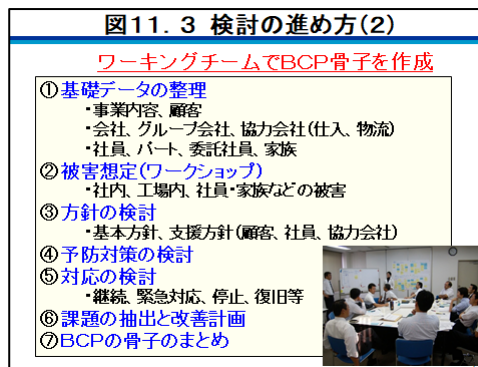 図11.3 検討の進め方(2)
ワーキングチームでBCP骨子を作成
①基礎データの整理
・事業内容、顧客
・会社、グループ会社、協力会社(仕入、物流)
・社員、パート、委託社員、家族
②被害想定(ワークショップ)
・社内、工場内、社員・家族などの被害
③方針の検討
・基本方針、支援方針(顧客、社員、協力会社)
④予防対策の検討
⑤対応の検討
・継続、緊急対応、停止、復旧等
⑥課題の抽出と改善計画
⑦BCPの骨子のまとめ